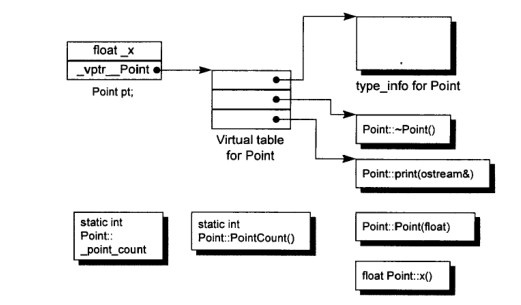 float _x
_vptr__Point
Point pt;
Virtual table
for Point
type_info for Point
Point::~Point()
Point::print(ostream&)
static int
Point::
_point_count
static int
Point::PointCount()
Point::Point(float)
float Point::x()